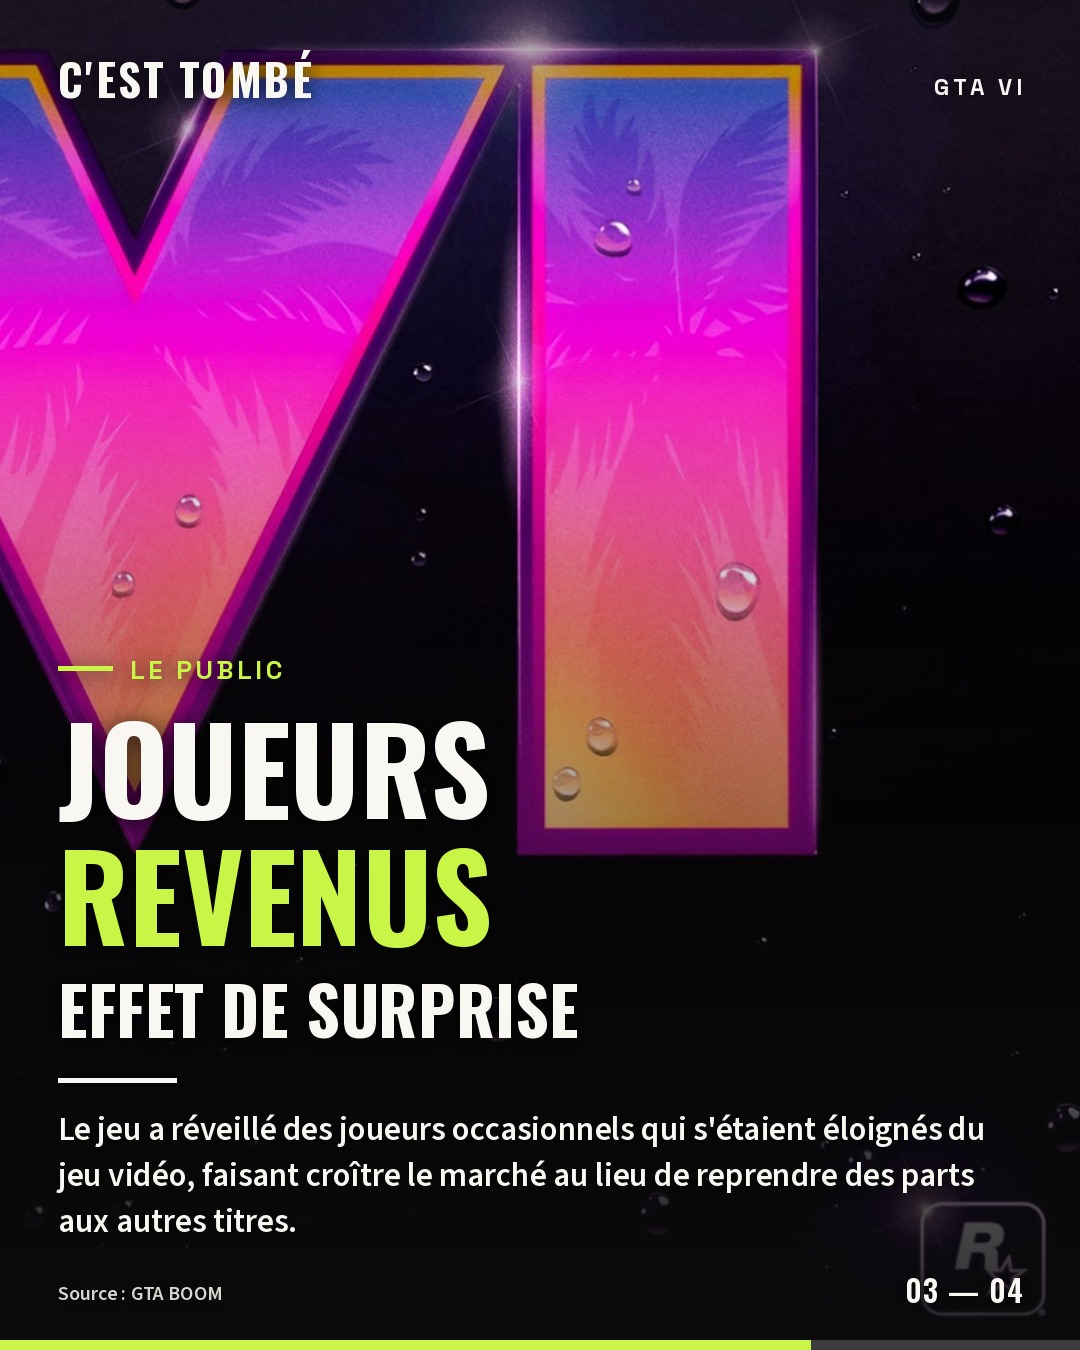 C'EST TOMBÉ
GTA VI
VI
LE PUBLIC
JOUEURS
REVENUS
EFFET DE SURPRISE
Le jeu a réveillé des joueurs occasionnels qui s'étaient éloignés du
jeu vidéo, faisant croître le marché au lieu de reprendre des parts
aux autres titres.
Source : GTA BOOM
R
03 — 04